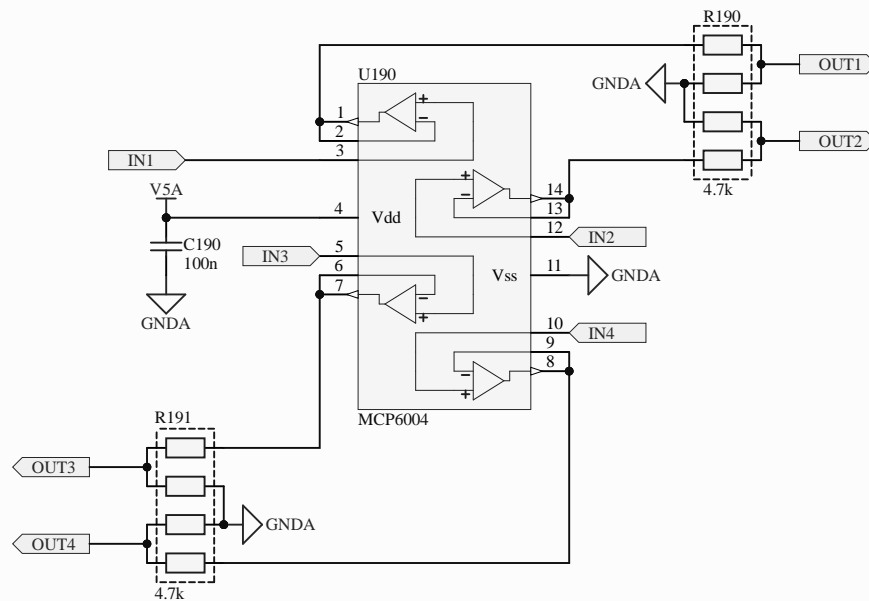 R190
OUT1
GNDA
OUT2
4.7k
U190
1
2
3
IN1
V5A
4
Vdd
C190
100n
GNDA
IN3
5
6
7
14
13
12
IN2
Vss
11
GNDA
10
IN4
9
8
MCP6004
R191
OUT3
GNDA
OUT4
4.7k